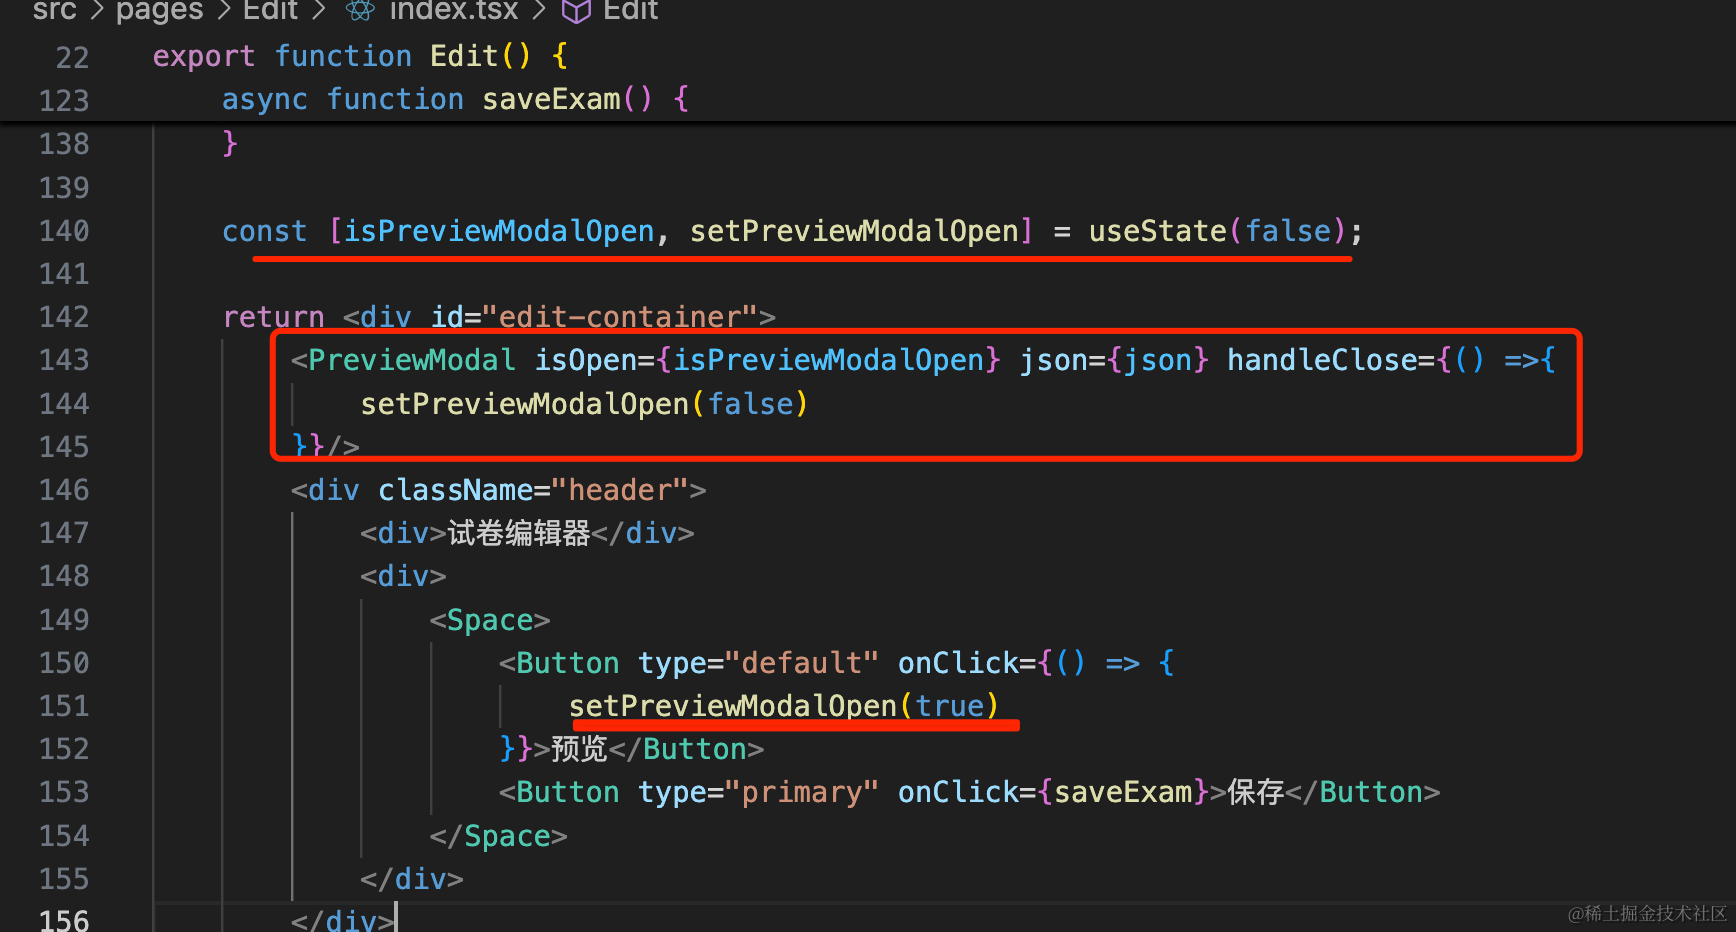 src > pages > Edit > index.tsx > Edit
22 export function Edit() {
123 async function saveExam() {
138 }
139
140 const [isPreviewModalOpen, setPreviewModalOpen] = useState(false);
141
142 return <div id="edit-container">
143 <PreviewModal isOpen={isPreviewModalOpen} json={json} handleClose={() =>{
144 setPreviewModalOpen(false)
145 }}/>
146 <div className="header">
147 <div>试卷编辑器</div>
148 <div>
149 <Space>
150 <Button type="default" onClick={() => {
151 setPreviewModalOpen(true)
152 }}>预览</Button>
153 <Button type="primary" onClick={saveExam}>保存</Button>
154 </Space>
155 </div>
156 </div>
@稀土掘金技术社区